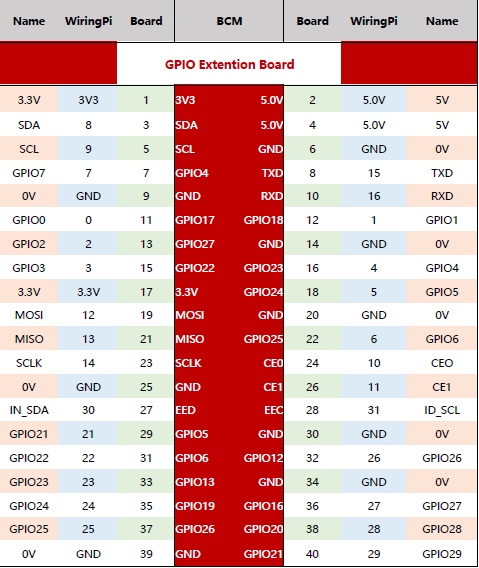 Name WiringPi Board BCM Board WiringPi Name
GPIO Extention Board
3.3V 3V3 1 3V3 5.0V 2 5.0V 5V
SDA 8 3 SDA 5.0V 4 5.0V 5V
SCL 9 5 SCL GND 6 GND 0V
GPIO7 7 7 GPIO4 TXD 8 15 TXD
0V GND 9 GND RXD 10 16 RXD
GPIO0 0 11 GPIO17 GPIO18 12 1 GPIO1
GPIO2 2 13 GPIO27 GND 14 GND 0V
GPIO3 3 15 GPIO22 GPIO23 16 4 GPIO4
3.3V 3.3V 17 3.3V GPIO24 18 5 GPIO5
MOSI 12 19 MOSI GND 20 GND 0V
MISO 13 21 MISO GPIO25 22 6 GPIO6
SCLK 14 23 SCLK CE0 24 10 CEO
0V GND 25 GND CE1 26 11 CE1
IN_SDA 30 27 EED EEC 28 31 ID_SCL
GPIO21 21 29 GPIO5 GND 30 GND 0V
GPIO22 22 31 GPIO6 GPIO12 32 26 GPIO26
GPIO23 23 33 GPIO13 GND 34 GND 0V
GPIO24 24 35 GPIO19 GPIO16 36 27 GPIO27
GPIO25 25 37 GPIO26 GPIO20 38 28 GPIO28
0V GND 39 GND GPIO21 40 29 GPIO29